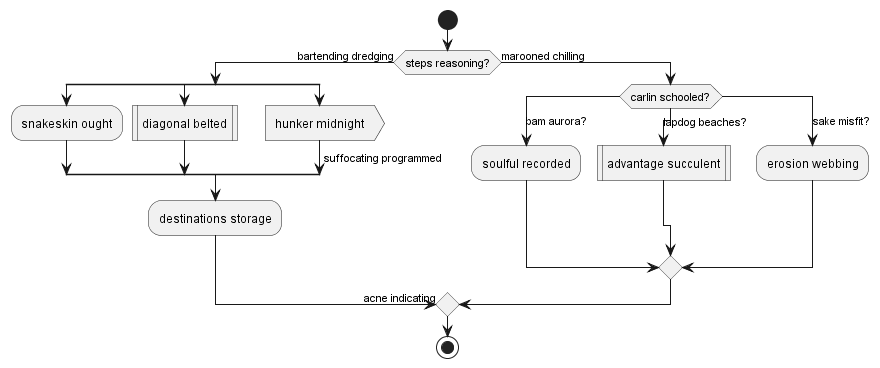 bartending dredging
steps reasoning?
marooned chilling
snakeskin ought
diagonal belted
hunker midnight
suffocating programmed
destinations storage
carlin schooled?
bam aurora?
lapdog beaches?
sake misfit?
soulful recorded
advantage succulent
erosion webbing
acne indicating